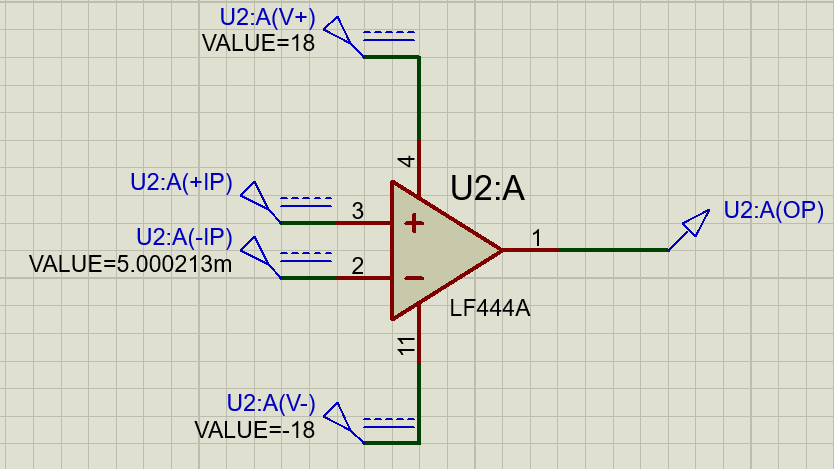 U2:A(V+)
VALUE=18
4
U2:A
U2:A(+IP)
3
+
U2:A(OP)
1
U2:A(-IP)
VALUE=5.000213m
2
−
LF444A
11
U2:A(V-)
VALUE=-18